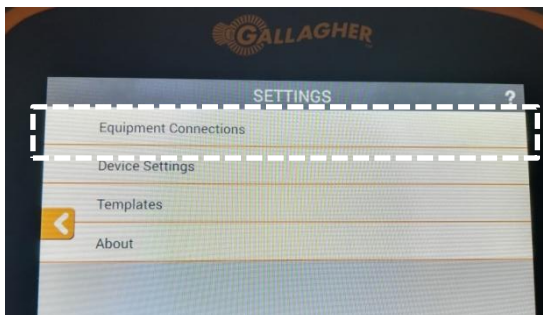 GALLAGHER
SETTINGS ?
Equipment Connections
Device Settings
Templates
About